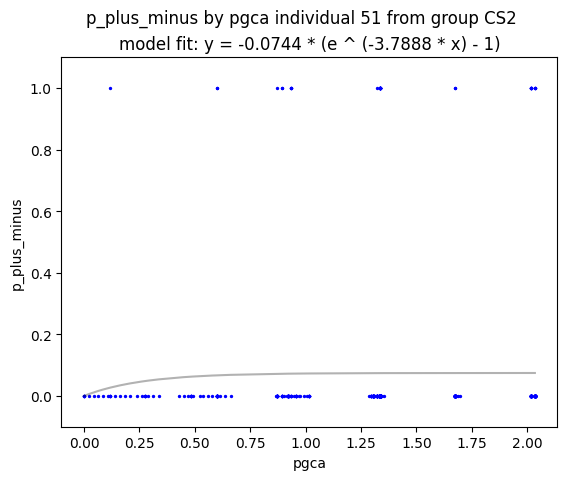 p_plus_minus by pgca individual 51 from group CS2
model fit: y = -0.0744 * (e ^ (-3.7888 * x) - 1)
1.0
0.8
0.6
0.4
0.2
0.0
p_plus_minus
0.00 0.25 0.50 0.75 1.00 1.25 1.50 1.75 2.00
pgca